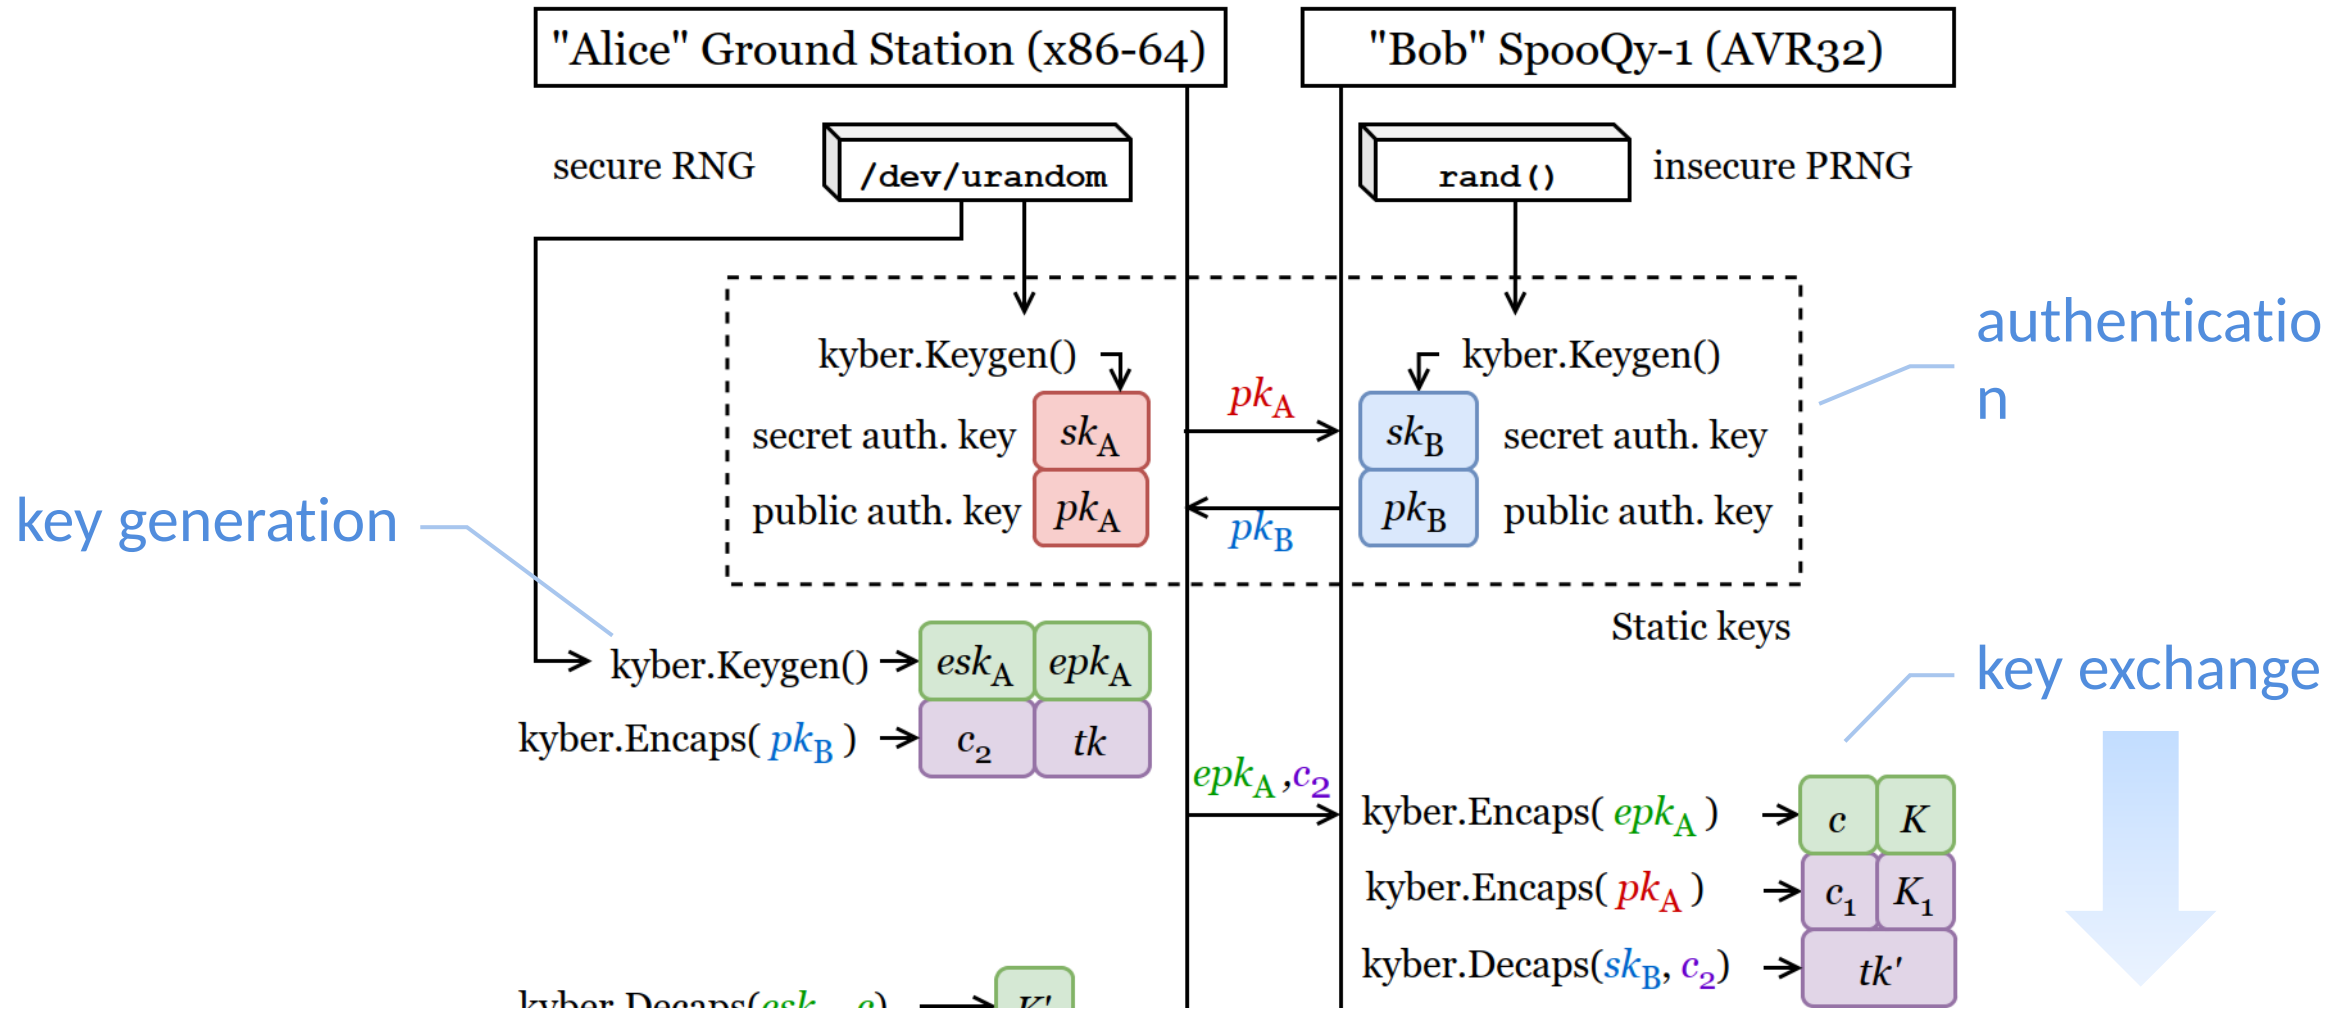 "Alice" Ground Station (x86-64)
"Bob" SpooQy-1 (AVR32)
secure RNG
/dev/urandom
rand()
insecure PRNG
authenticatio
n
kyber.Keygen()
kyber.Keygen()
pkA
secret auth. key
skA
skB
secret auth. key
public auth. key
pkA
pkB
pkB
public auth. key
key generation
Static keys
key exchange
kyber.Keygen()
eskA
epkA
kyber.Encaps( pkB )
c2
tk
epkA ,c2
kyber.Encaps( epkA )
c
K
kyber.Encaps( pkA )
c1
K1
kyber.Decaps(skB, c2)
tk'
kyber.Decaps(esk c)
K'